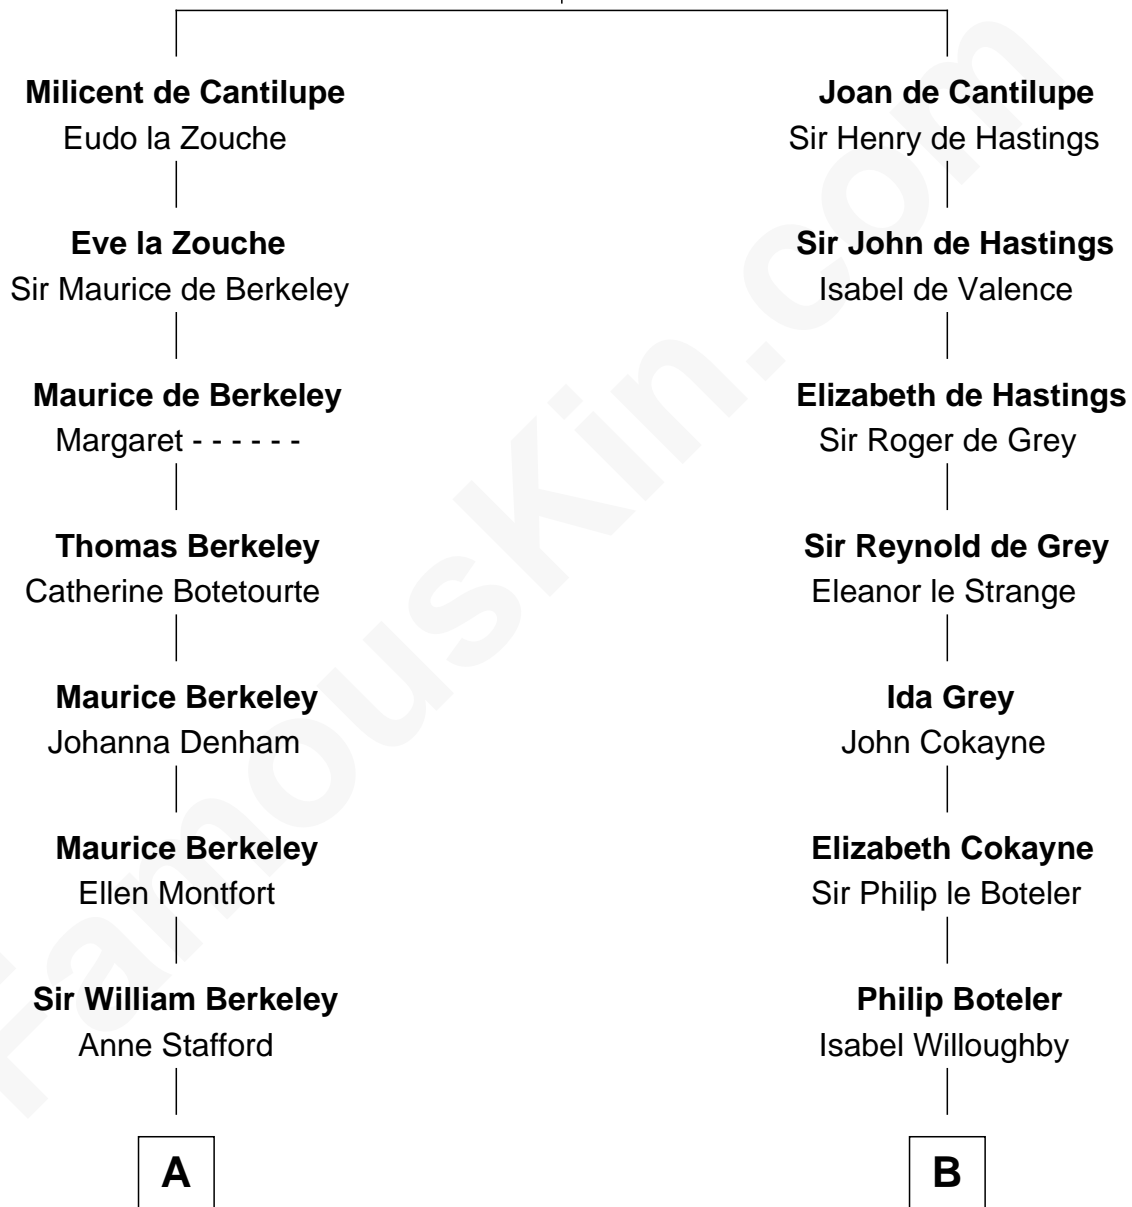 Milicent de Cantilupe
Eudo la Zouche
Eve la Zouche
Sir Maurice de Berkeley
Maurice de Berkeley
Margaret - - - - - -
Thomas Berkeley
Catherine Botetourte
Maurice Berkeley
Johanna Denham
Maurice Berkeley
Ellen Montfort
Sir William Berkeley
Anne Stafford
A
Joan de Cantilupe
Sir Henry de Hastings
Sir John de Hastings
Isabel de Valence
Elizabeth de Hastings
Sir Roger de Grey
Sir Reynold de Grey
Eleanor le Strange
Ida Grey
John Cokayne
Elizabeth Cokayne
Sir Philip le Boteler
Philip Boteler
Isabel Willoughby
B
FamousKin.com